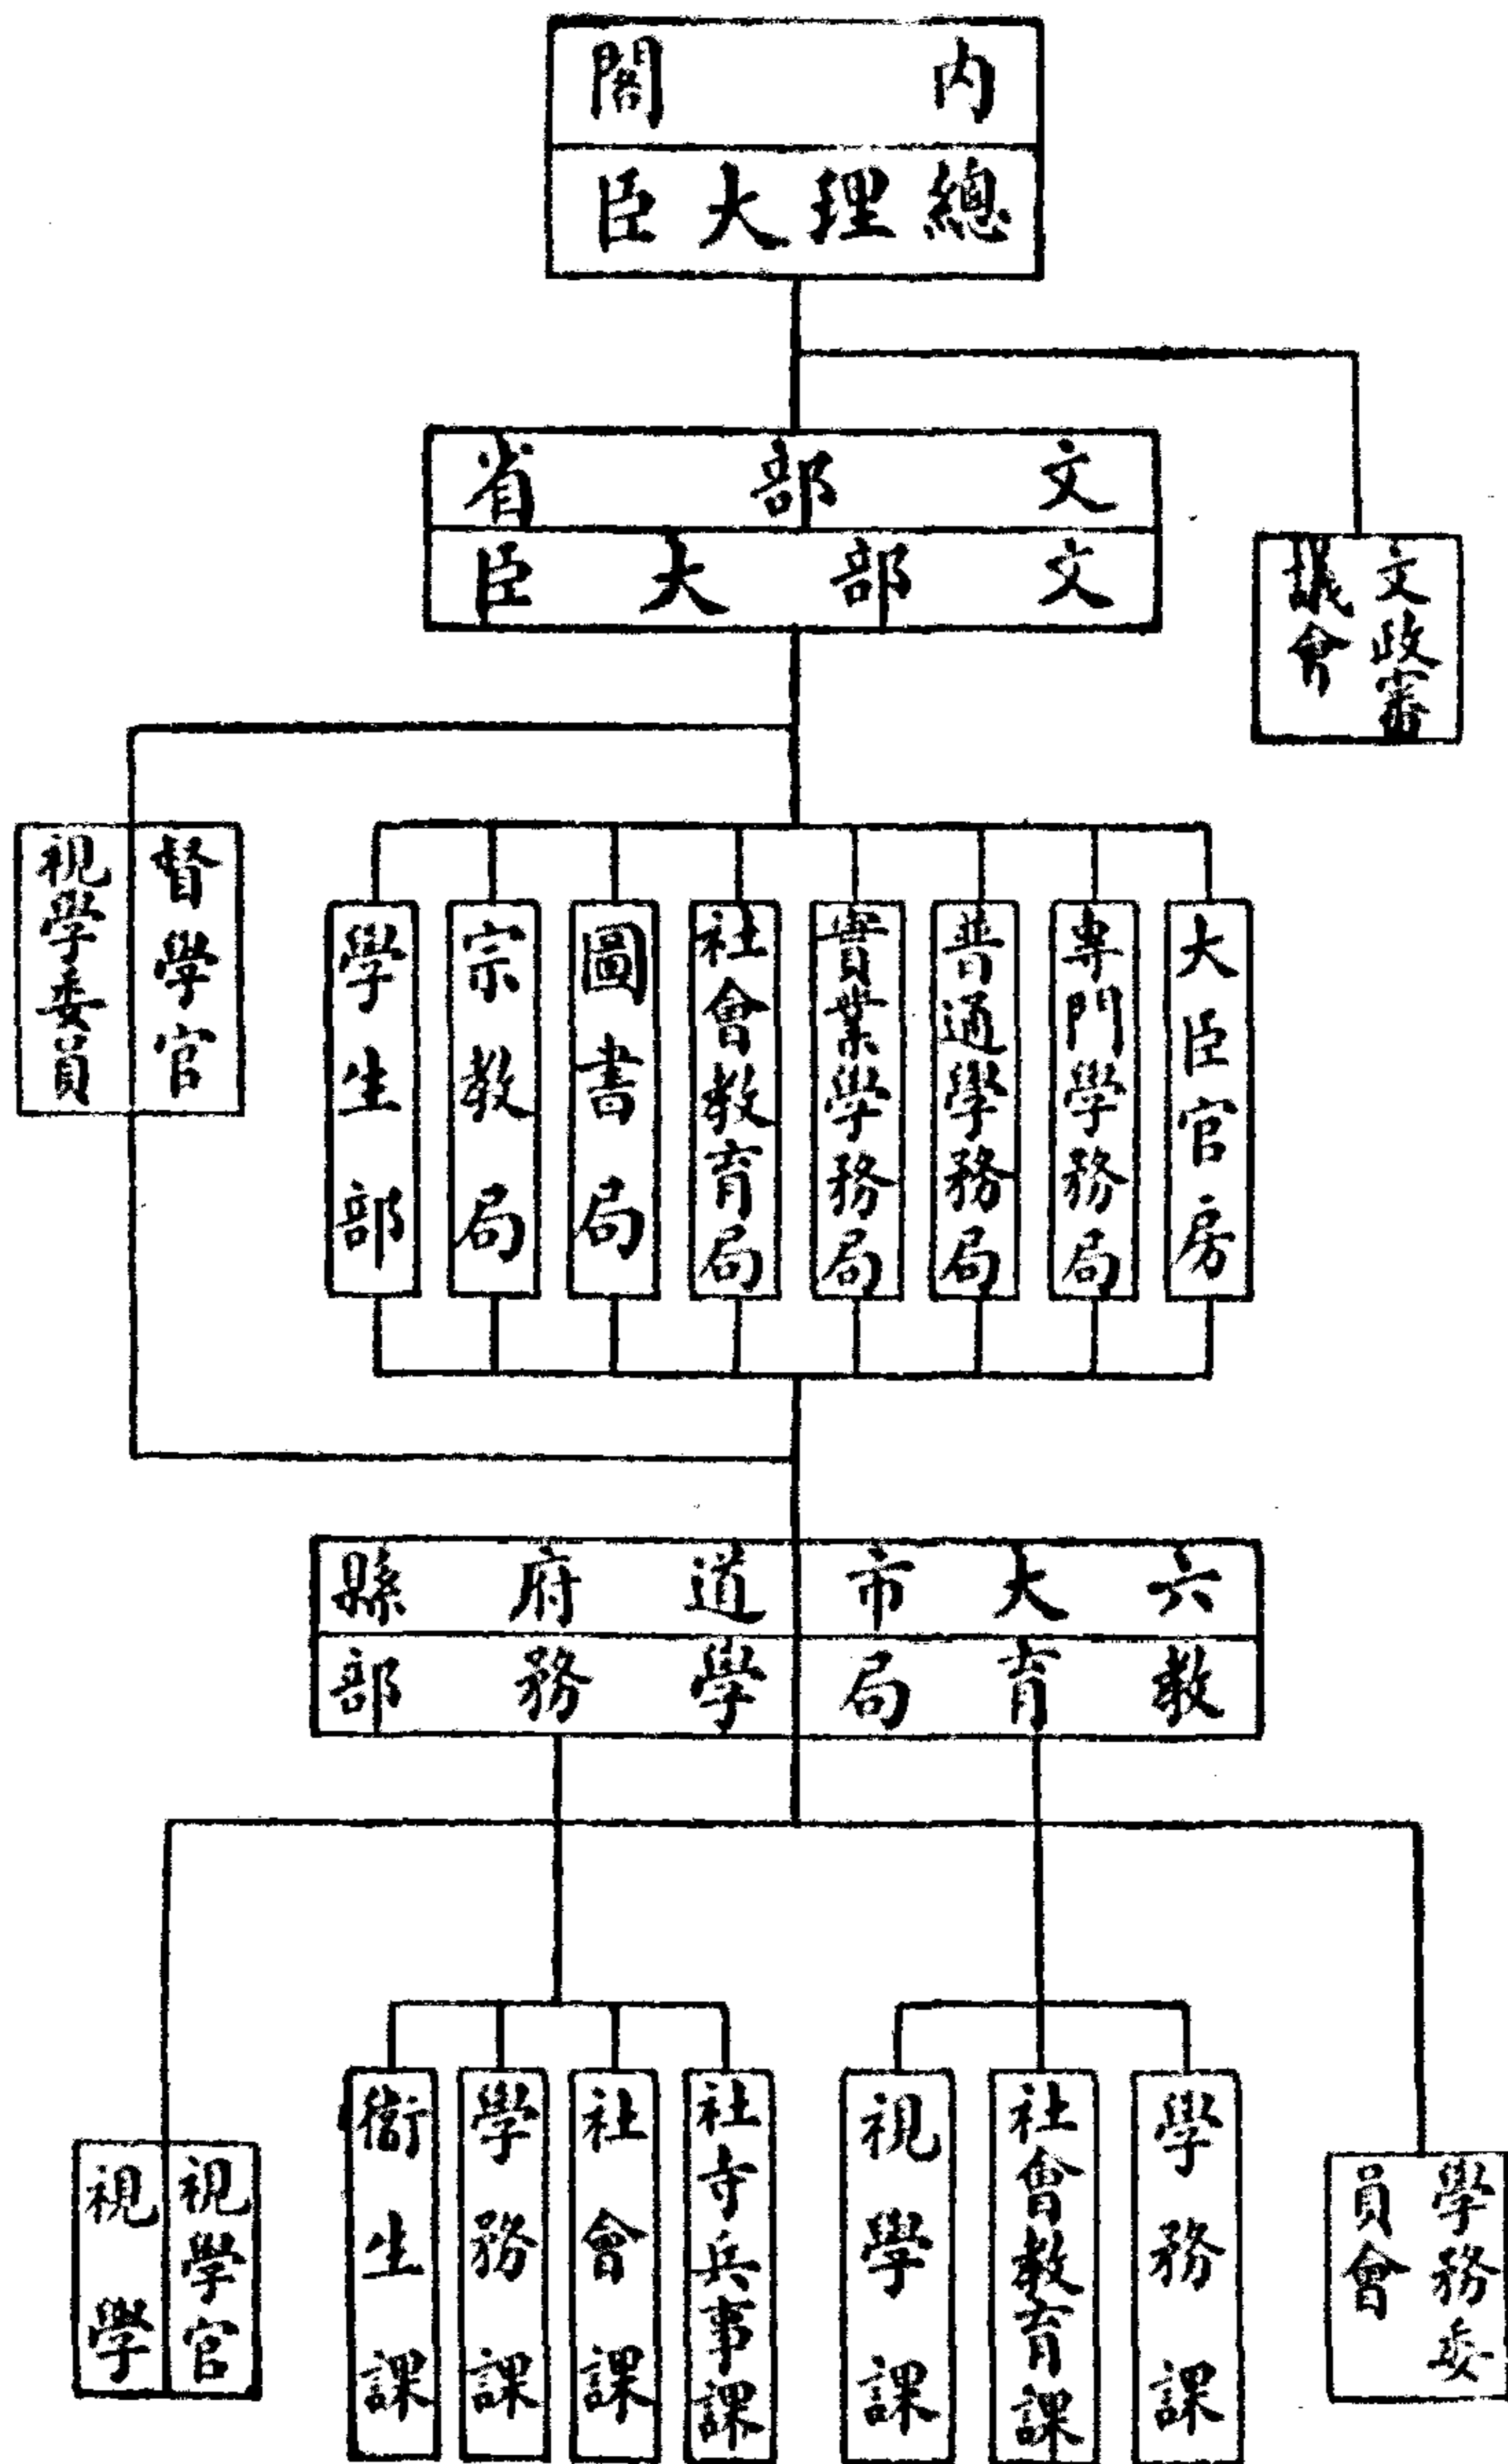 内閣
總理大臣
文部省
文部大臣
文政審
議會
督學官
視學委員
大臣官房
專門學務局
普通學務局
實業學務局
社會教育局
圖書局
宗教局
學生部
六大市道府縣
教育局學務部
學務委
員會
學務課
社會教育課
視學課
社寺兵事課
社會課
學務課
衞生課
視學官
視學